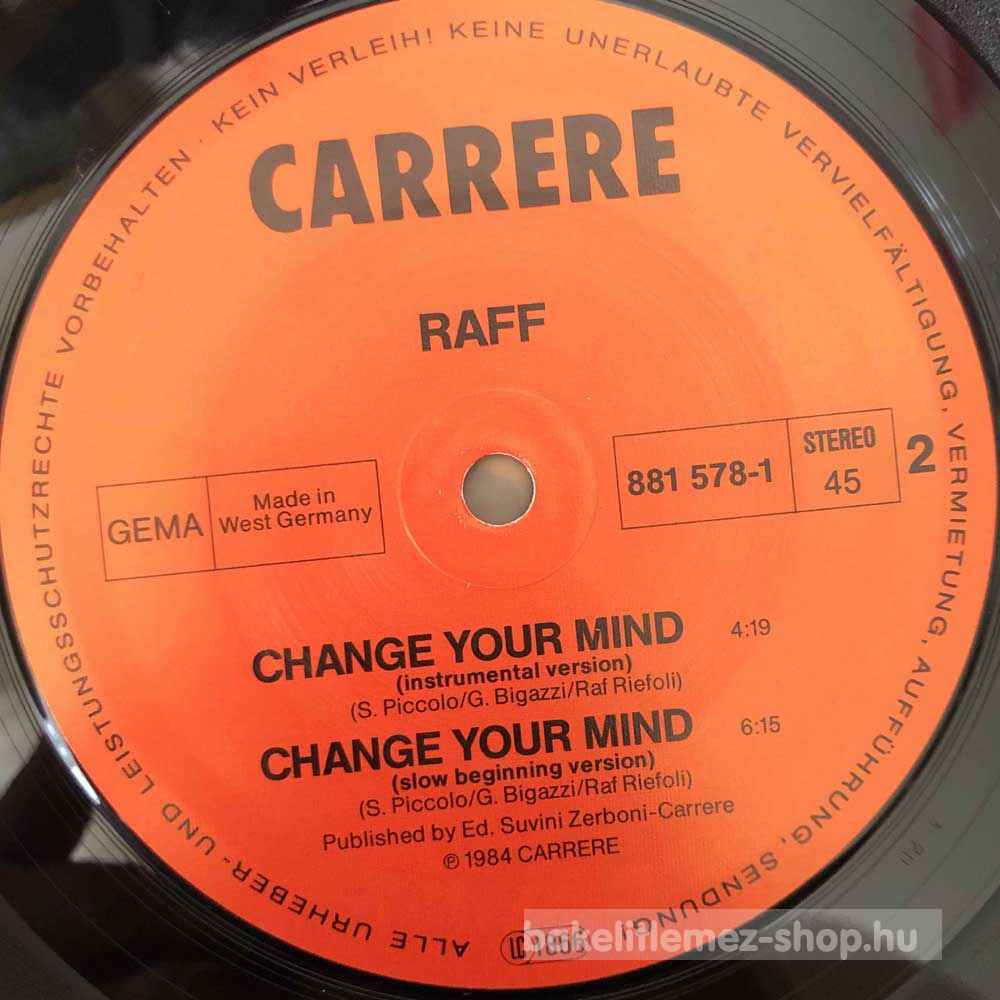 ALLE URHEBER- UND LEISTUNGSSCHUTZRECHTE VORBEHALTEN · KEIN VERLEIH! KEINE UNERLAUBTE VERVIELFÄLTIGUNG, VERMIETUNG, AUFFÜHRUNG, SENDUNG!
CARRERE
RAFF
GEMA
Made in
West Germany
881 578-1
STEREO
45
2
CHANGE YOUR MIND 4:19
(instrumental version)
(S. Piccolo/G. Bigazzi/Raf Riefoli)
CHANGE YOUR MIND 6:15
(slow beginning version)
(S. Piccolo/G. Bigazzi/Raf Riefoli)
Published by Ed. Suvini Zerboni-Carrere
℗ 1984 CARRERE
bakelitlemez-shop.hu